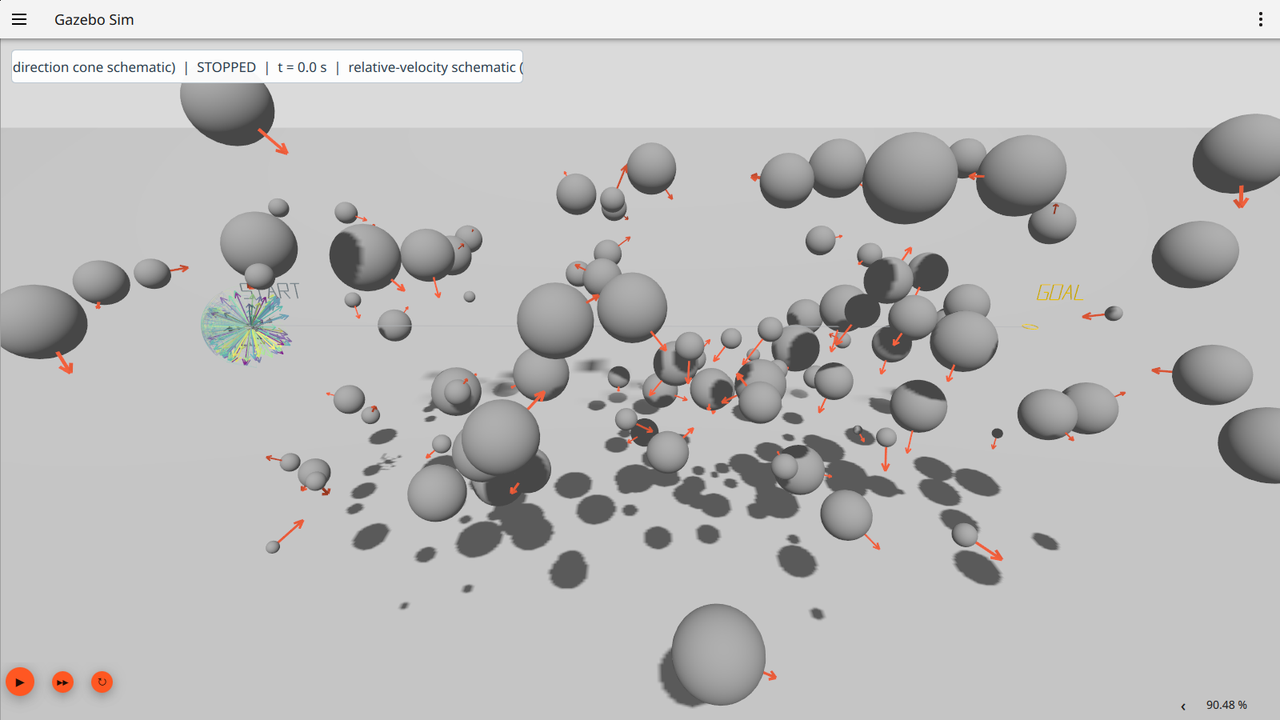 Gazebo Sim
direction cone schematic) | STOPPED | t = 0.0 s | relative-velocity schematic (
START
GOAL
90.48 %